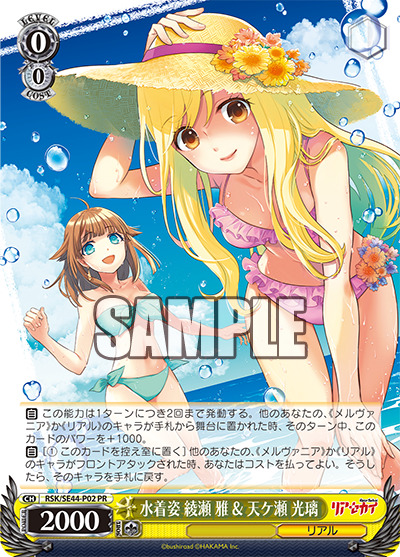 LEVEL
0
0
COST
SAMPLE
自 この能力は1ターンにつき2回まで発動する。他のあなたの、《メルヴァ
ニア》か《リアル》のキャラが手札から舞台に置かれた時、そのターン中、こ
のカードのパワーを+1000。
自 [① このカードを控え室に置く] 他のあなたの、《メルヴァニア》か《リアル》
のキャラがフロントアタックされた時、あなたはコストを払ってよい。そうし
たら、そのキャラを手札に戻す。
CH RSK/SE44-P02 PR
水着姿 綾瀬 雅 & 天ケ瀬 光璃
2000
リアル
©bushiroad ©HAKAMA Inc.